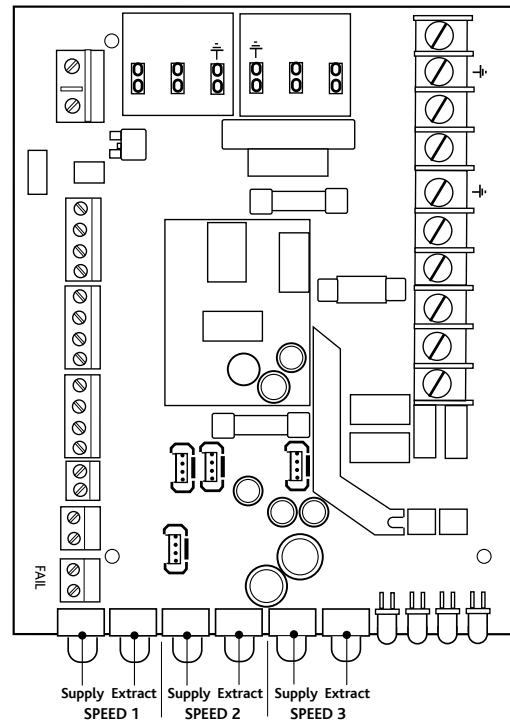 FAIL
Supply Extract Supply Extract Supply Extract
SPEED 1 SPEED 2 SPEED 3